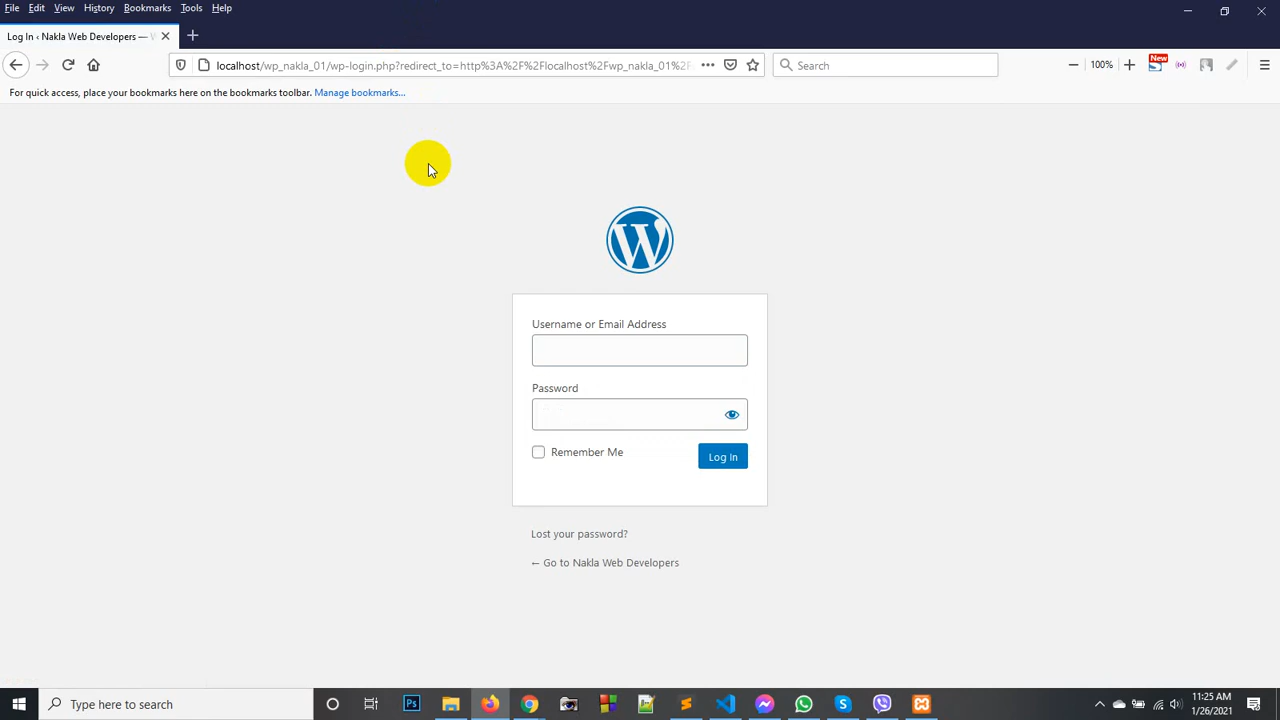 File Edit View History Bookmarks Tools Help
Log In ‹ Nakla Web Developers —
localhost/wp_nakla_01/wp-login.php?redirect_to=http%3A%2F%2Flocalhost%2Fwp_nakla_01%2F
Search
100%
New
For quick access, place your bookmarks here on the bookmarks toolbar. Manage bookmarks...
Username or Email Address
Password
Remember Me
Log In
Lost your password?
← Go to Nakla Web Developers
Type here to search
Ps
11:25 AM
1/26/2021